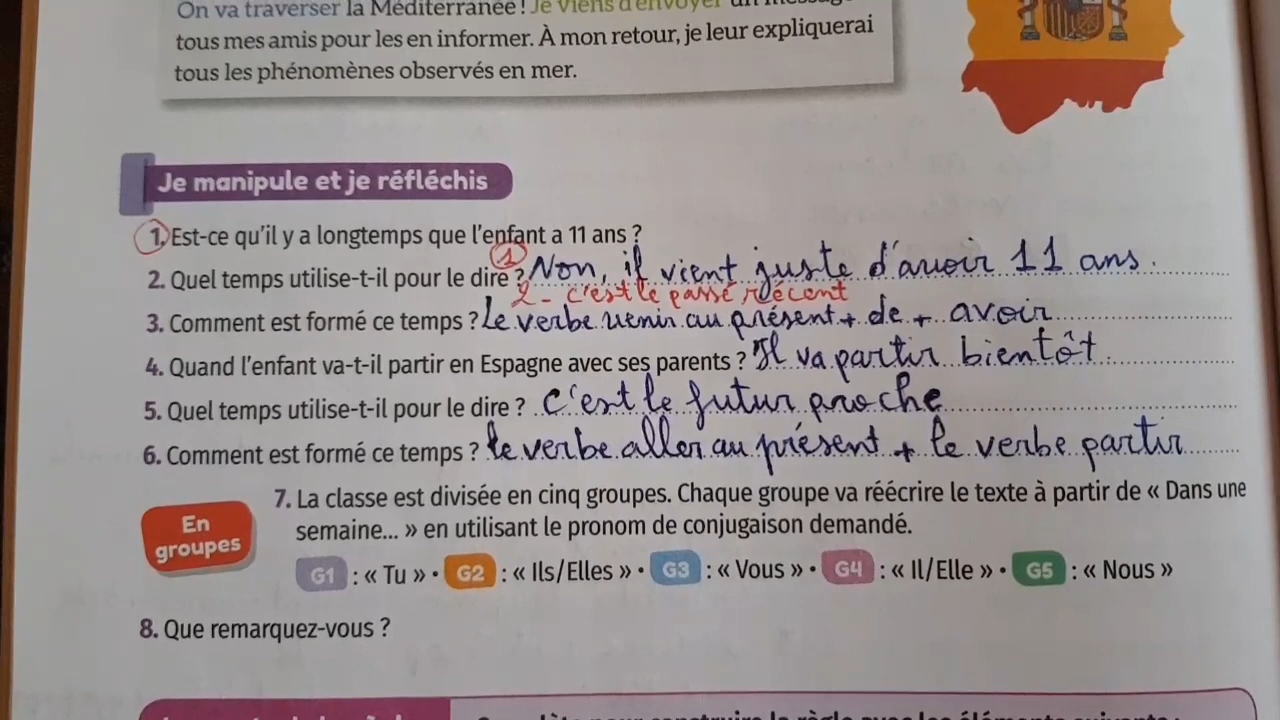 On va traverser la Méditerranée ! Je viens d'envoyer un message
tous mes amis pour les en informer. À mon retour, je leur expliquerai
tous les phénomènes observés en mer.
Je manipule et je réfléchis
1. Est-ce qu'il y a longtemps que l'enfant a 11 ans ?
2. Quel temps utilise-t-il pour le dire ? 1 Non, il vient juste d'avoir 11 ans.
2 - c'est le passé récent
3. Comment est formé ce temps ? Le verbe venir au présent + de + avoir
4. Quand l'enfant va-t-il partir en Espagne avec ses parents ? Il va partir bientôt
5. Quel temps utilise-t-il pour le dire ? c'est le futur proche
6. Comment est formé ce temps ? le verbe aller au présent + le verbe partir
En groupes
7. La classe est divisée en cinq groupes. Chaque groupe va réécrire le texte à partir de « Dans une
semaine... » en utilisant le pronom de conjugaison demandé.
G1 : « Tu » • G2 : « Ils/Elles » • G3 : « Vous » • G4 : « Il/Elle » • G5 : « Nous »
8. Que remarquez-vous ?